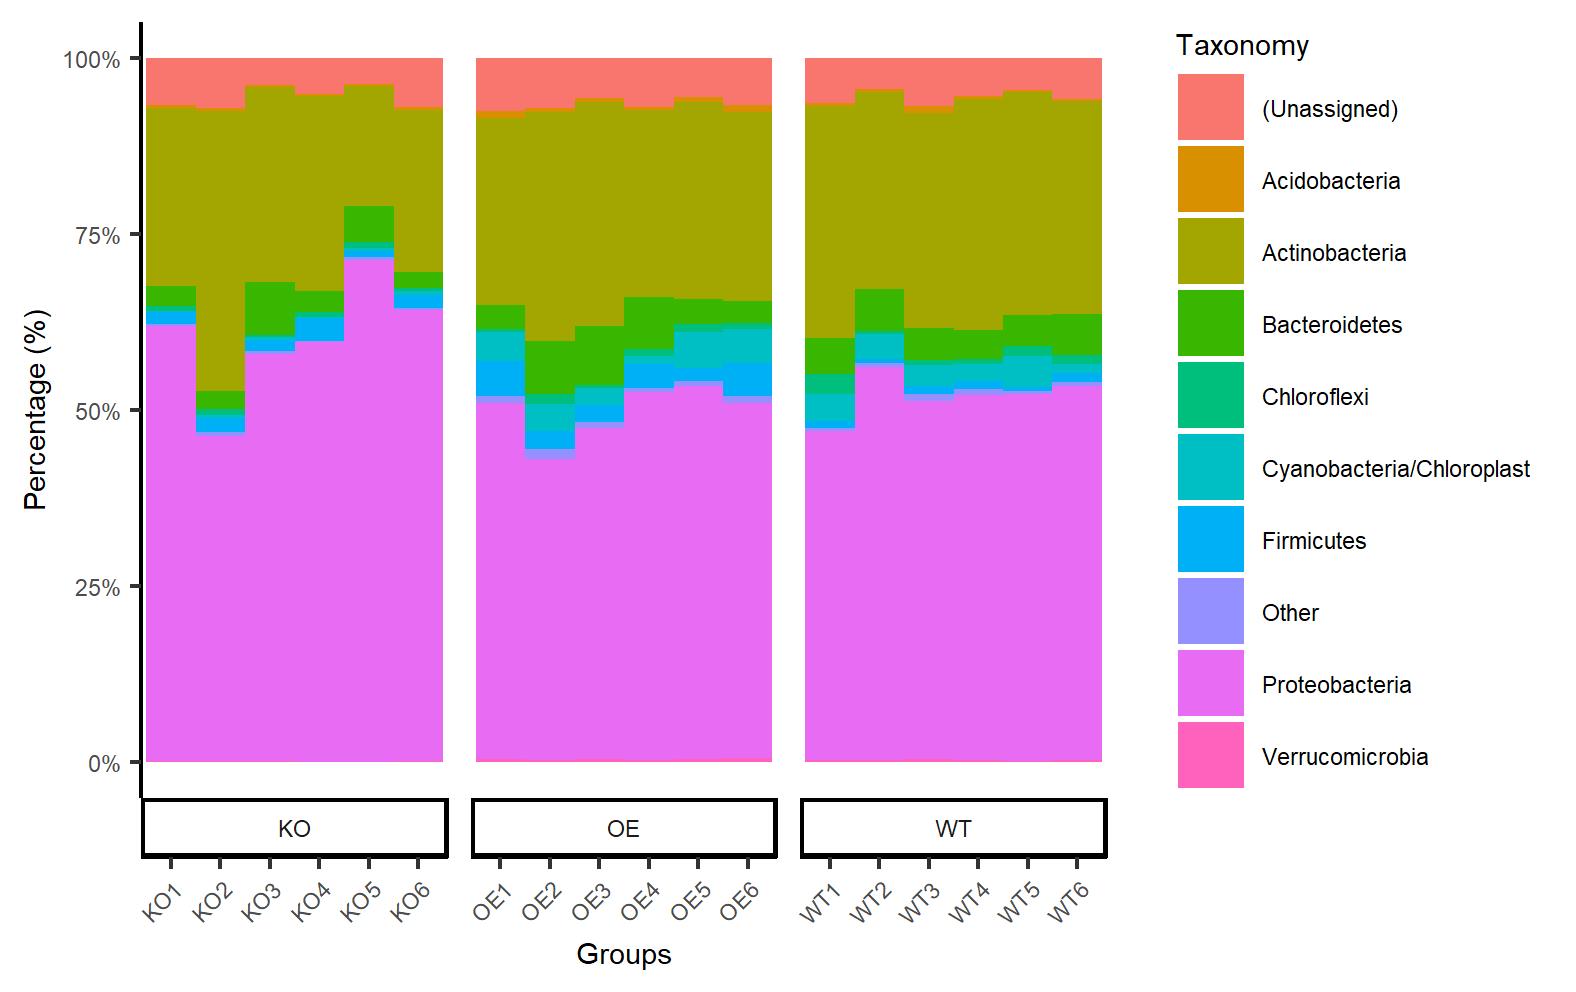 Taxonomy
(Unassigned)
Acidobacteria
Actinobacteria
Bacteroidetes
Chloroflexi
Cyanobacteria/Chloroplast
Firmicutes
Other
Proteobacteria
Verrucomicrobia
Percentage (%)
100%
75%
50%
25%
0%
KO OE WT
KO1 KO2 KO3 KO4 KO5 KO6 OE1 OE2 OE3 OE4 OE5 OE6 WT1 WT2 WT3 WT4 WT5 WT6
Groups